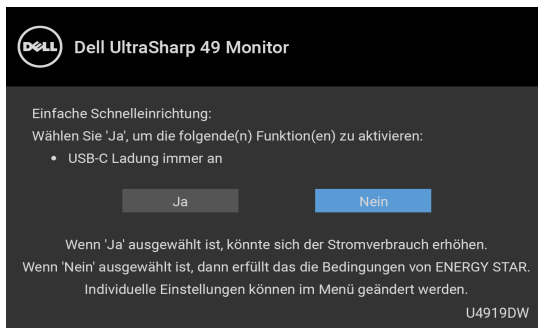 DELL
Dell UltraSharp 49 Monitor
Einfache Schnelleinrichtung:
Wählen Sie 'Ja', um die folgende(n) Funktion(en) zu aktivieren:
• USB-C Ladung immer an
Ja
Nein
Wenn 'Ja' ausgewählt ist, könnte sich der Stromverbrauch erhöhen.
Wenn 'Nein' ausgewählt ist, dann erfüllt das die Bedingungen von ENERGY STAR.
Individuelle Einstellungen können im Menü geändert werden.
U4919DW